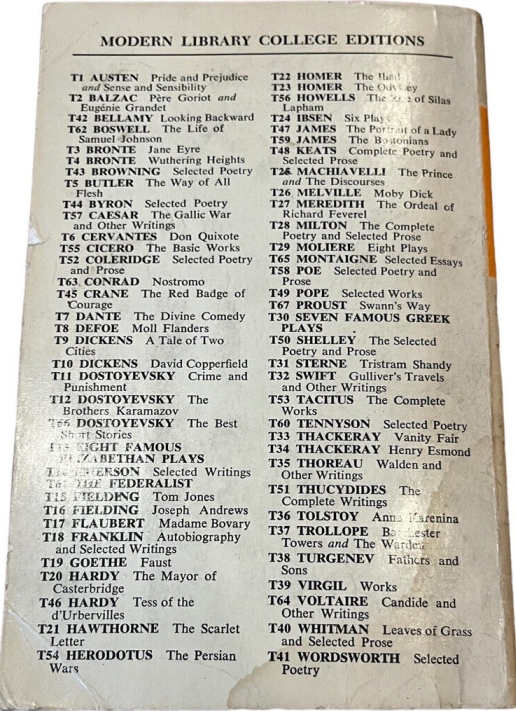 MODERN LIBRARY COLLEGE EDITIONS
T1 AUSTEN Pride and Prejudice
and Sense and Sensibility
T2 BALZAC Père Goriot and
Eugénie Grandet
T42 BELLAMY Looking Backward
T62 BOSWELL The Life of
Samuel Johnson
T3 BRONTE Jane Eyre
T4 BRONTE Wuthering Heights
T43 BROWNING Selected Poetry
T5 BUTLER The Way of All
Flesh
T44 BYRON Selected Poetry
T57 CAESAR The Gallic War
and Other Writings
T6 CERVANTES Don Quixote
T55 CICERO The Basic Works
T52 COLERIDGE Selected Poetry
and Prose
T63 CONRAD Nostromo
T45 CRANE The Red Badge of
Courage
T7 DANTE The Divine Comedy
T8 DEFOE Moll Flanders
T9 DICKENS A Tale of Two
Cities
T10 DICKENS David Copperfield
T11 DOSTOYEVSKY Crime and
Punishment
T12 DOSTOYEVSKY The
Brothers Karamazov
T66 DOSTOYEVSKY The Best
Short Stories
EIGHT FAMOUS
ELIZABETHAN PLAYS
EMERSON Selected Writings
THE FEDERALIST
T15 FIELDING Tom Jones
T16 FIELDING Joseph Andrews
T17 FLAUBERT Madame Bovary
T18 FRANKLIN Autobiography
and Selected Writings
T19 GOETHE Faust
T20 HARDY The Mayor of
Casterbridge
T46 HARDY Tess of the
d'Urbervilles
T21 HAWTHORNE The Scarlet
Letter
T54 HERODOTUS The Persian
Wars
T22 HOMER The Iliad
T23 HOMER The Odyssey
T56 HOWELLS The Rise of Silas
Lapham
T24 IBSEN Six Plays
T47 JAMES The Portrait of a Lady
T59 JAMES The Bostonians
T48 KEATS Complete Poetry and
Selected Prose
T25 MACHIAVELLI The Prince
and The Discourses
T26 MELVILLE Moby Dick
T27 MEREDITH The Ordeal of
Richard Feverel
T28 MILTON The Complete
Poetry and Selected Prose
T29 MOLIERE Eight Plays
T65 MONTAIGNE Selected Essays
T58 POE Selected Poetry and
Prose
T49 POPE Selected Works
T67 PROUST Swann's Way
T30 SEVEN FAMOUS GREEK
PLAYS
T50 SHELLEY The Selected
Poetry and Prose
T31 STERNE Tristram Shandy
T32 SWIFT Gulliver's Travels
and Other Writings
T53 TACITUS The Complete
Works
T60 TENNYSON Selected Poetry
T33 THACKERAY Vanity Fair
T34 THACKERAY Henry Esmond
T35 THOREAU Walden and
Other Writings
T51 THUCYDIDES The
Complete Writings
T36 TOLSTOY Anna Karenina
T37 TROLLOPE Barchester
Towers and The Warden
T38 TURGENEV Fathers and
Sons
T39 VIRGIL Works
T64 VOLTAIRE Candide and
Other Writings
T40 WHITMAN Leaves of Grass
and Selected Prose
T41 WORDSWORTH Selected
Poetry